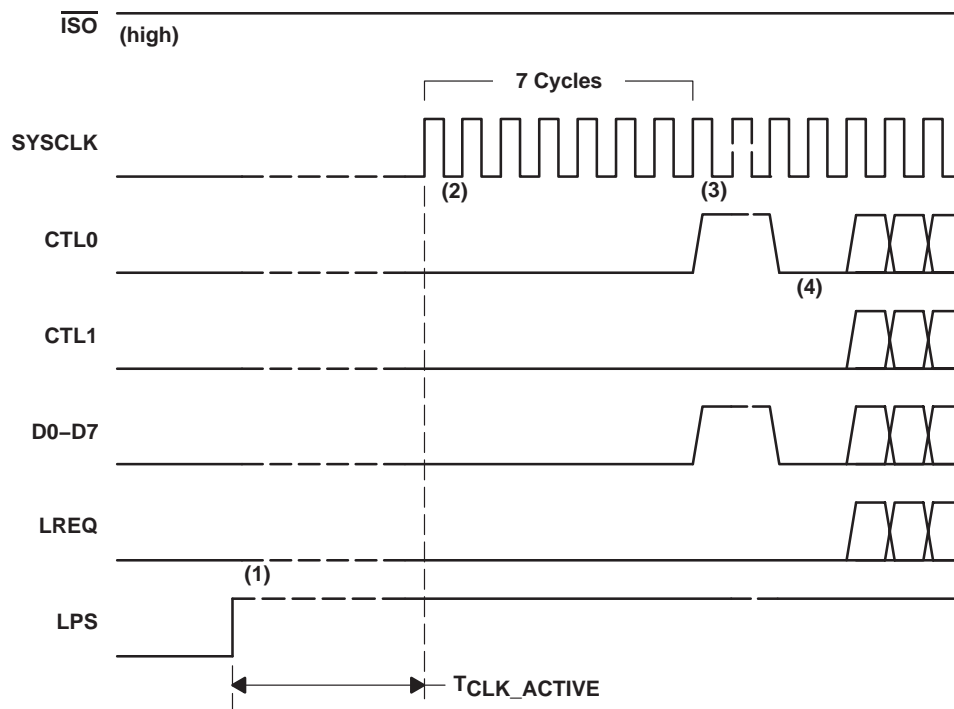 ISO
(high)
7 Cycles
SYSCLK
(2)
(3)
CTL0
(4)
CTL1
D0–D7
LREQ
(1)
LPS
TCLK_ACTIVE